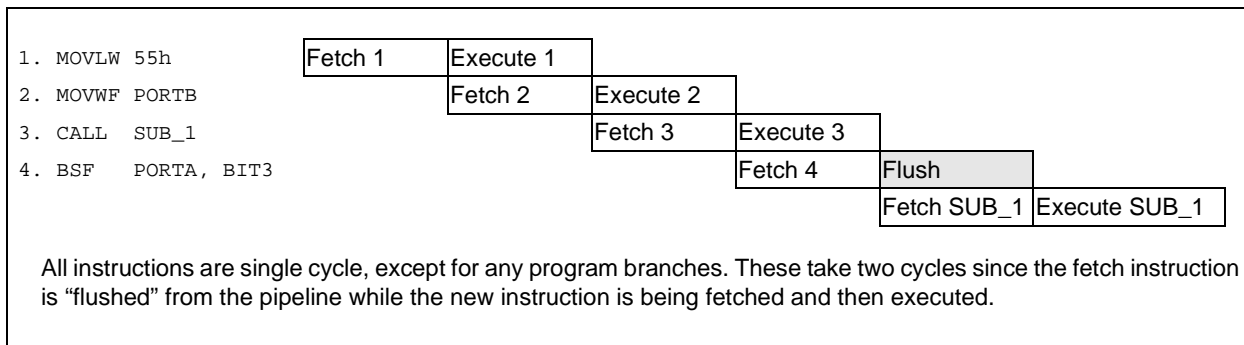 1. MOVLW 55h Fetch 1 Execute 1
2. MOVWF PORTB Fetch 2 Execute 2
3. CALL SUB_1 Fetch 3 Execute 3
4. BSF PORTA, BIT3 Fetch 4 Flush
Fetch SUB_1 Execute SUB_1
All instructions are single cycle, except for any program branches. These take two cycles since the fetch instruction
is “flushed” from the pipeline while the new instruction is being fetched and then executed.